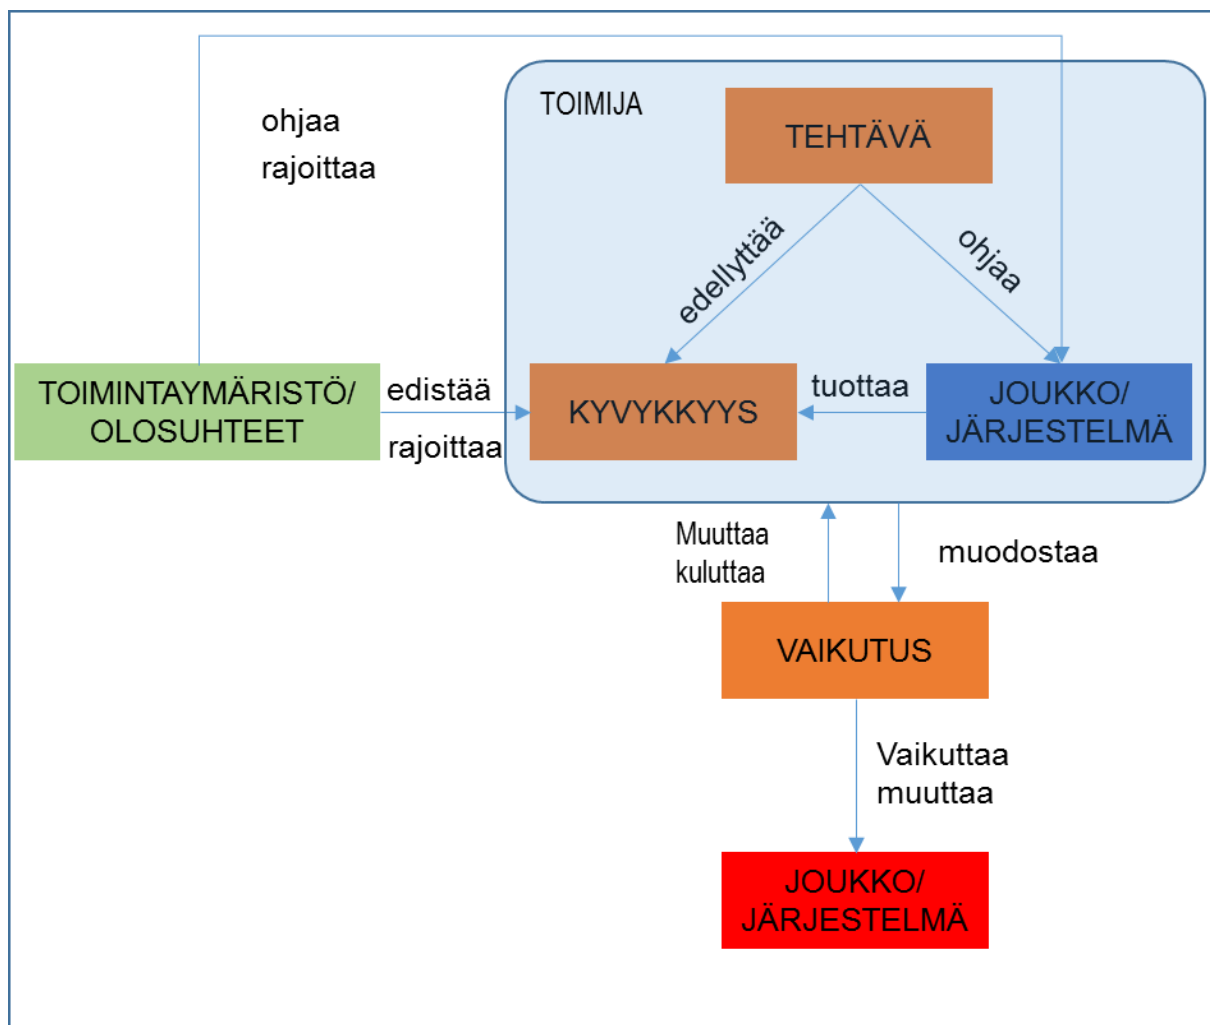 ohjaa
rajoittaa
TOIMIJA
TEHTÄVÄ
edellyttää
ohjaa
TOIMINTAYMÄRISTÖ/
OLOSUHTEET
edistää
rajoittaa
KYVYKKYYS
tuottaa
JOUKKO/
JÄRJESTELMÄ
Muuttaa
kuluttaa
muodostaa
VAIKUTUS
Vaikuttaa
muuttaa
JOUKKO/
JÄRJESTELMÄ